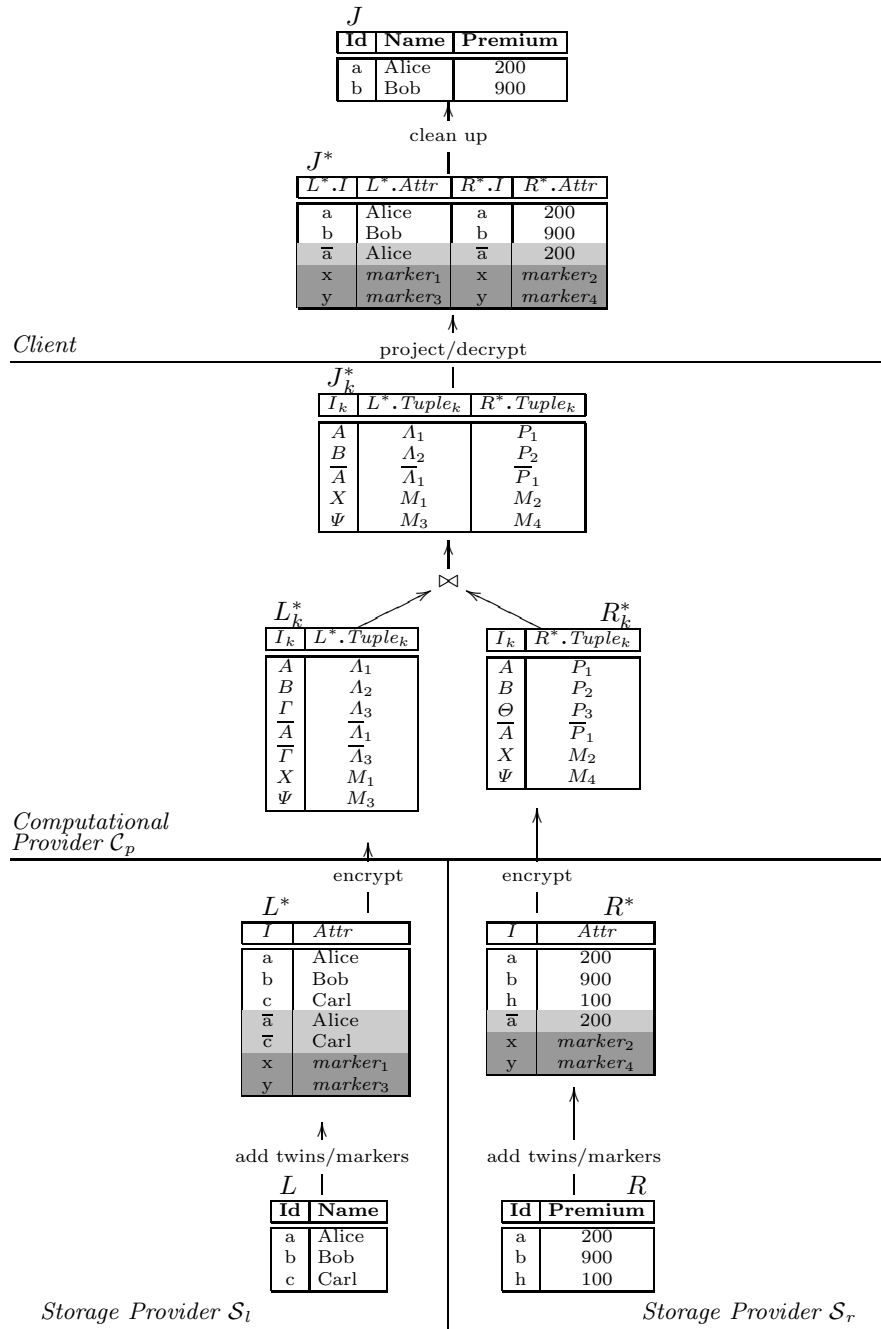 J
Id Name Premium
a Alice 200
b Bob 900
clean up
J*
L*.I L*.Attr R*.I R*.Attr
a Alice a 200
b Bob b 900
a̅ Alice a̅ 200
x marker₁ x marker₂
y marker₃ y marker₄
Client
project/decrypt
J*ₖ
Iₖ L*.Tupleₖ R*.Tupleₖ
A Λ₁ P₁
B Λ₂ P₂
A̅ Λ̅₁ P̅₁
X M₁ M₂
Ψ M₃ M₄
⋈
L*ₖ
Iₖ L*.Tupleₖ
A Λ₁
B Λ₂
Γ Λ₃
A̅ Λ̅₁
Γ̅ Λ̅₃
X M₁
Ψ M₃
R*ₖ
Iₖ R*.Tupleₖ
A P₁
B P₂
Θ P₃
A̅ P̅₁
X M₂
Ψ M₄
Computational
Provider 𝒞ₚ
encrypt
encrypt
L*
I Attr
a Alice
b Bob
c Carl
a̅ Alice
c̅ Carl
x marker₁
y marker₃
R*
I Attr
a 200
b 900
h 100
a̅ 200
x marker₂
y marker₄
add twins/markers
add twins/markers
L
Id Name
a Alice
b Bob
c Carl
R
Id Premium
a 200
b 900
h 100
Storage Provider 𝒮ₗ
Storage Provider 𝒮ᵣ